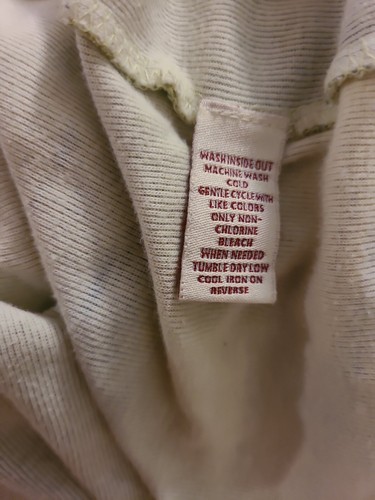 WASH INSIDE OUT
MACHINE WASH
COLD
GENTLE CYCLE WITH
LIKE COLORS
ONLY NON-
CHLORINE
BLEACH
WHEN NEEDED
TUMBLE DRY LOW
COOL IRON ON
REVERSE